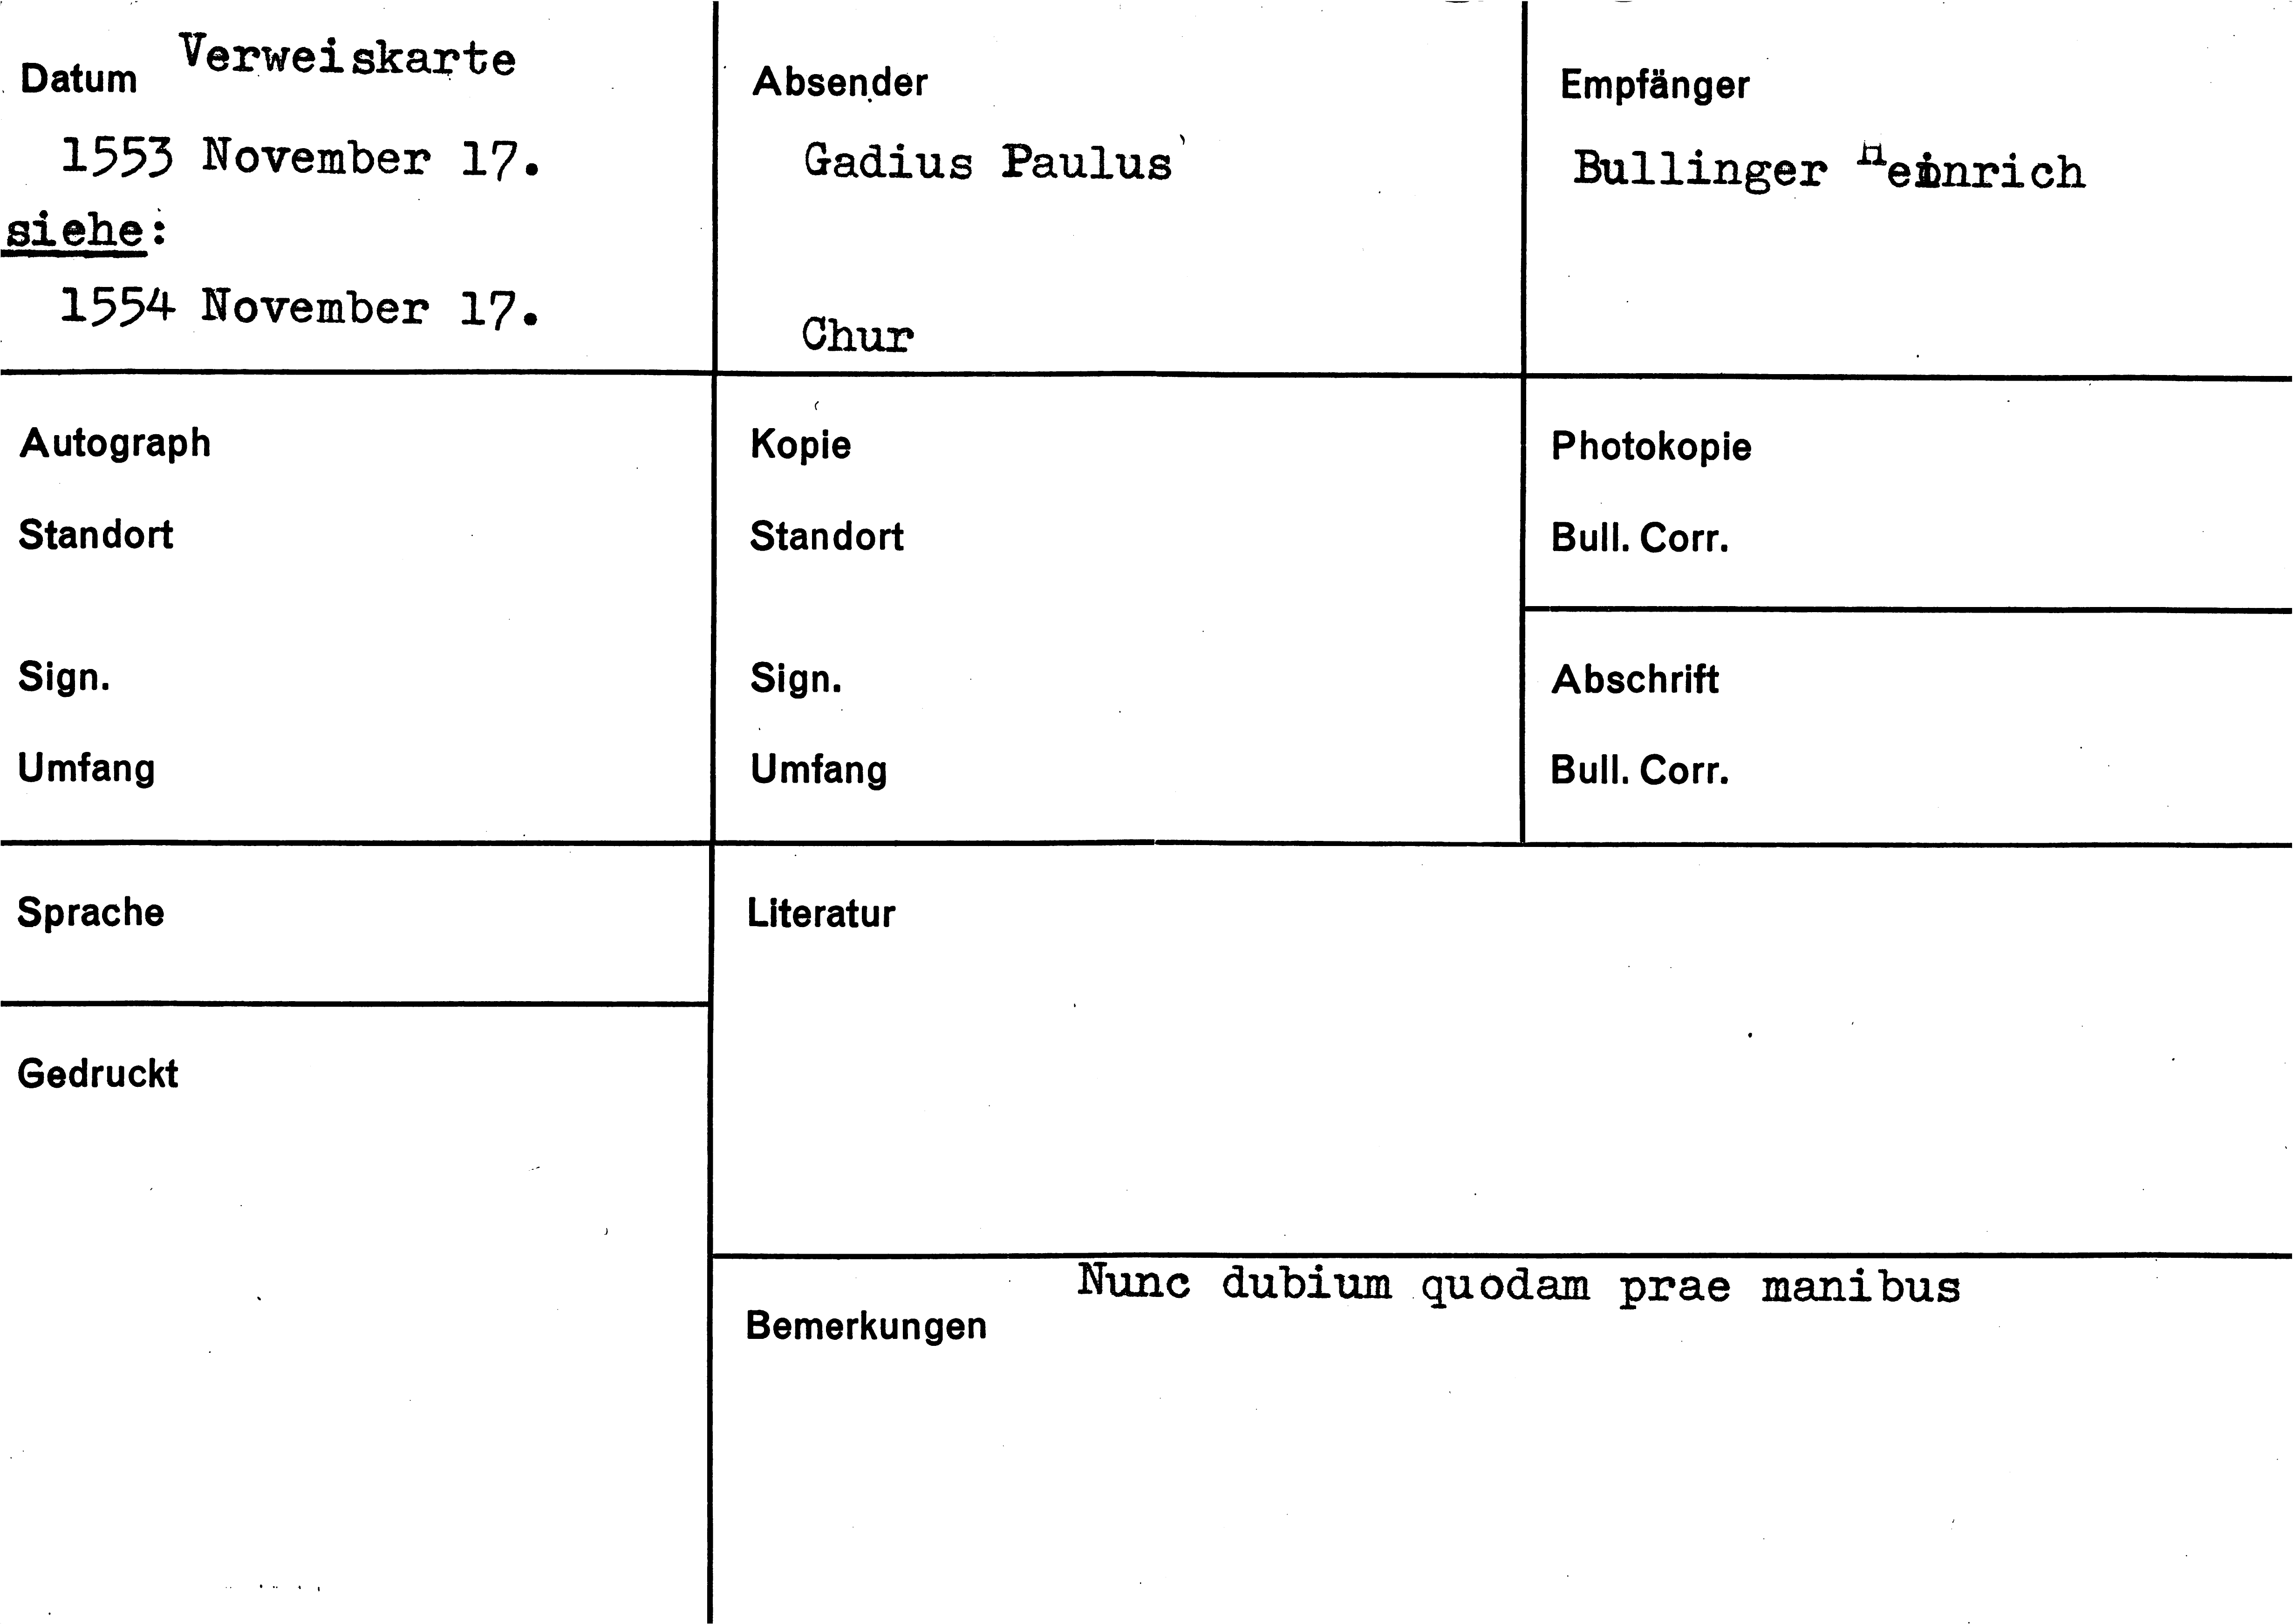 Verweiskarte
Datum
1553 November 17.
siehe:
1554 November 17.
Absender
Gadius Paulus
Chur
Empfänger
Bullinger Heinrich
Autograph
Standort
Sign.
Umfang
Kopie
Standort
Sign.
Umfang
Photokopie
Bull. Corr.
Abschrift
Bull. Corr.
Sprache
Gedruckt
Literatur
Nunc dubium quodam prae manibus
Bemerkungen